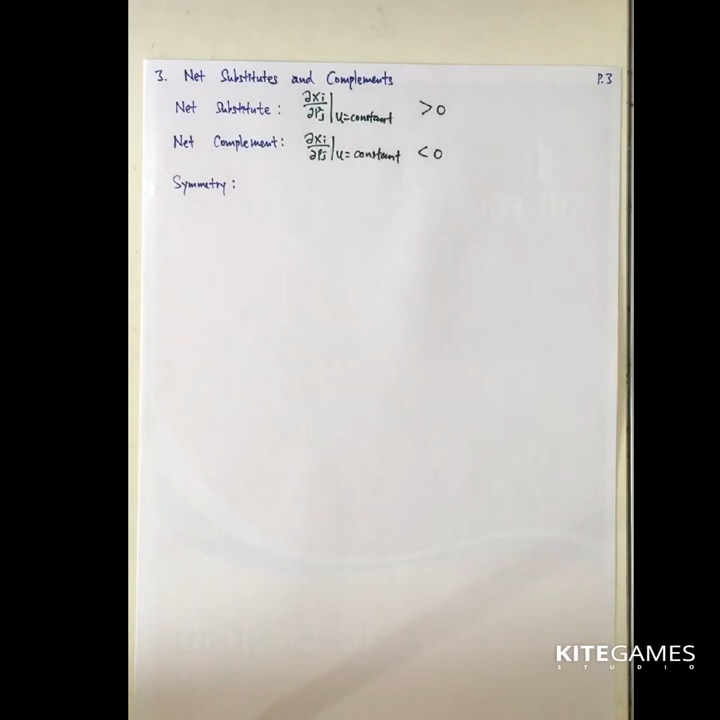 3. Net Substitutes and Complements P.3
Net Substitute: ∂Xi/∂Pj |U=constant >0
Net Complement: ∂Xi/∂Pj |U=constant <0
Symmetry:
KITEGAMES
STUDIO